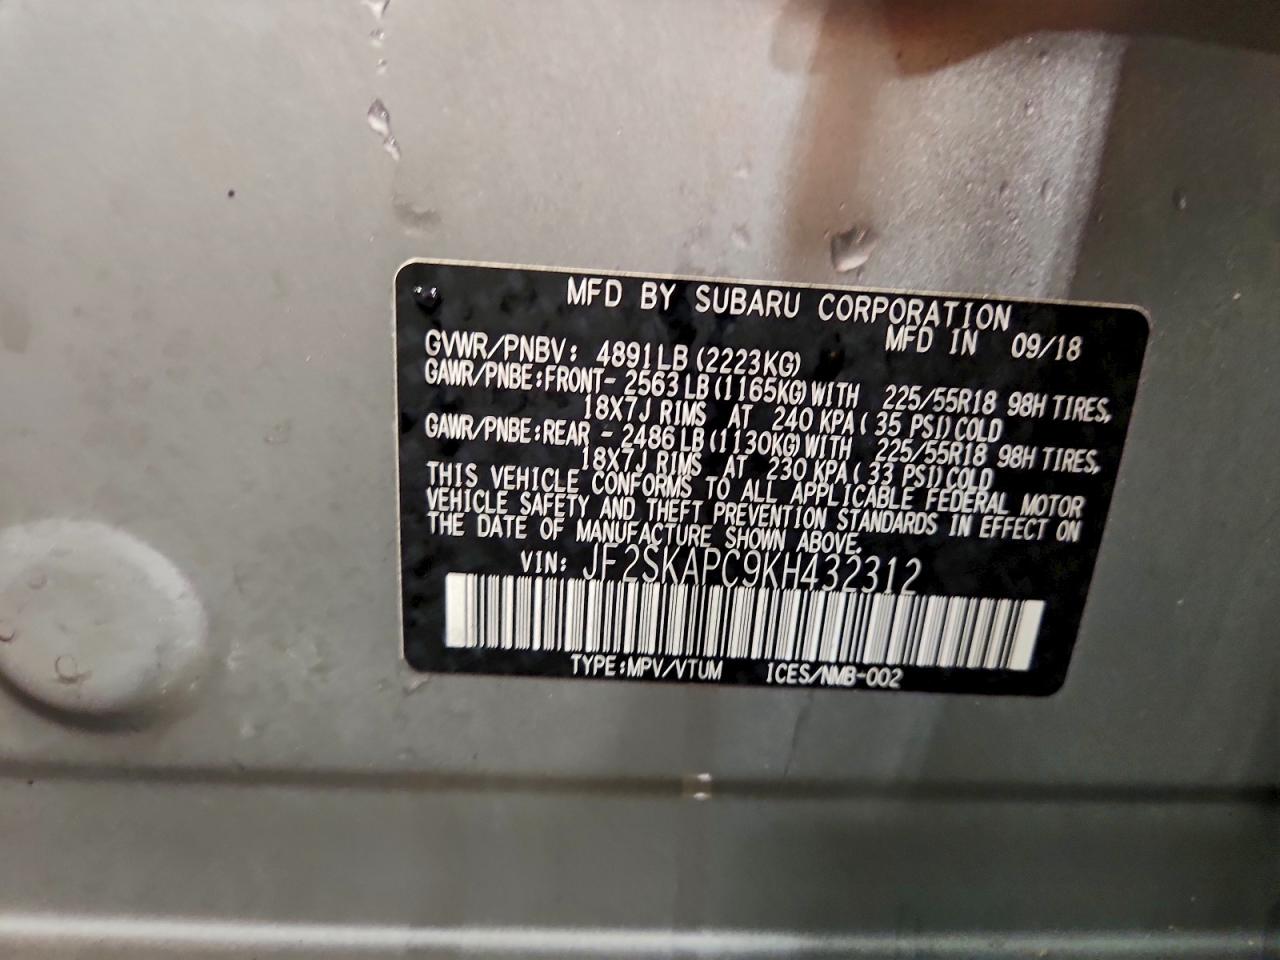 MFD BY SUBARU CORPORATION
MFD IN 09/18
GVWR/PNBV: 4891LB(2223KG)
GAWR/PNBE:FRONT- 2563LB(1165KG)WITH 225/55R18 98H TIRES,
18X7J RIMS AT 240 KPA( 35 PSI)COLD
GAWR/PNBE:REAR - 2486LB(1130KG)WITH 225/55R18 98H TIRES,
18X7J RIMS AT 230 KPA( 33 PSI)COLD
THIS VEHICLE CONFORMS TO ALL APPLICABLE FEDERAL MOTOR
VEHICLE SAFETY AND THEFT PREVENTION STANDARDS IN EFFECT ON
THE DATE OF MANUFACTURE SHOWN ABOVE.
VIN: JF2SKAPC9KH432312
TYPE:MPV/VTUM ICES/NMB-002